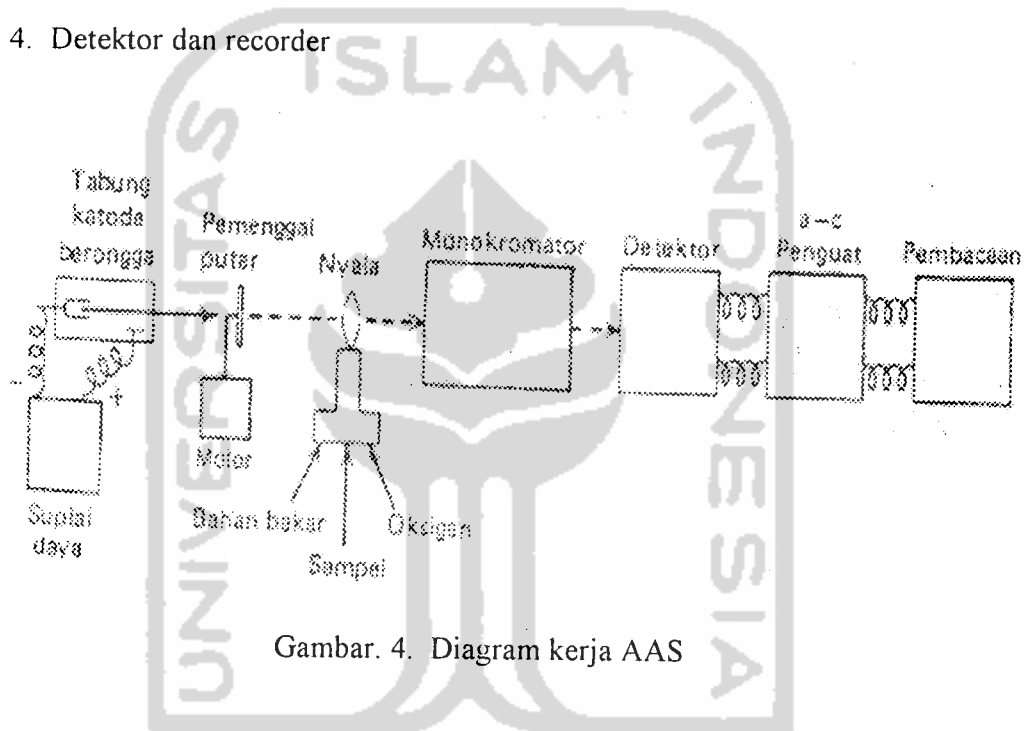 4. Detektor dan recorder
UNIVERSITAS ISLAM INDONESIA
Tabung
katoda
berongga
Pemenggal
putar
Nyala
Monokromator
Detektor
a-c
Penguat
Pembacaan
+
Motor
Suplai
daya
Bahan bakar
Oksigen
Sampel
Gambar. 4. Diagram kerja AAS